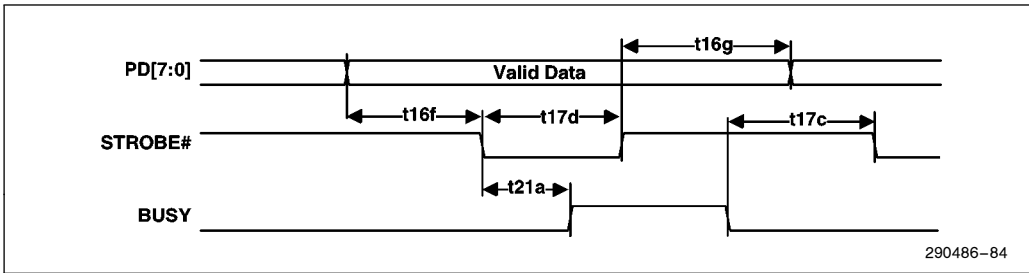 t16g
PD[7:0]
Valid Data
t16f
t17d
t17c
STROBE#
t21a
BUSY
290486–84